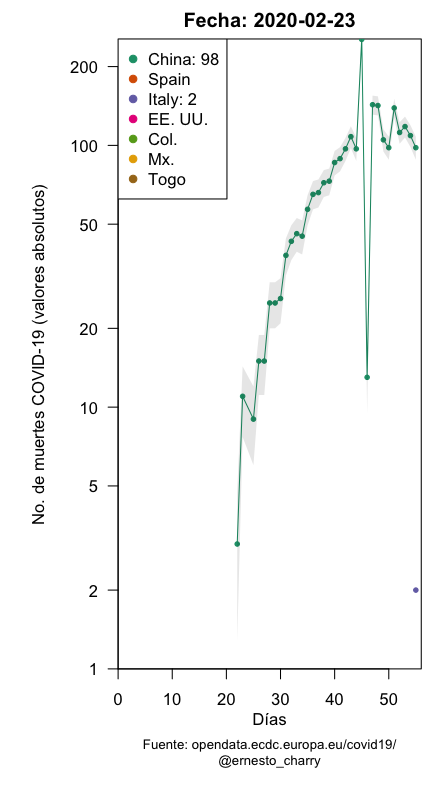 Fecha: 2020-02-23
China: 98
Spain
Italy: 2
EE. UU.
Col.
Mx.
Togo
No. de muertes COVID-19 (valores absolutos)
200
100
50
20
10
5
2
1
0 10 20 30 40 50
Días
Fuente: opendata.ecdc.europa.eu/covid19/
@ernesto_charry